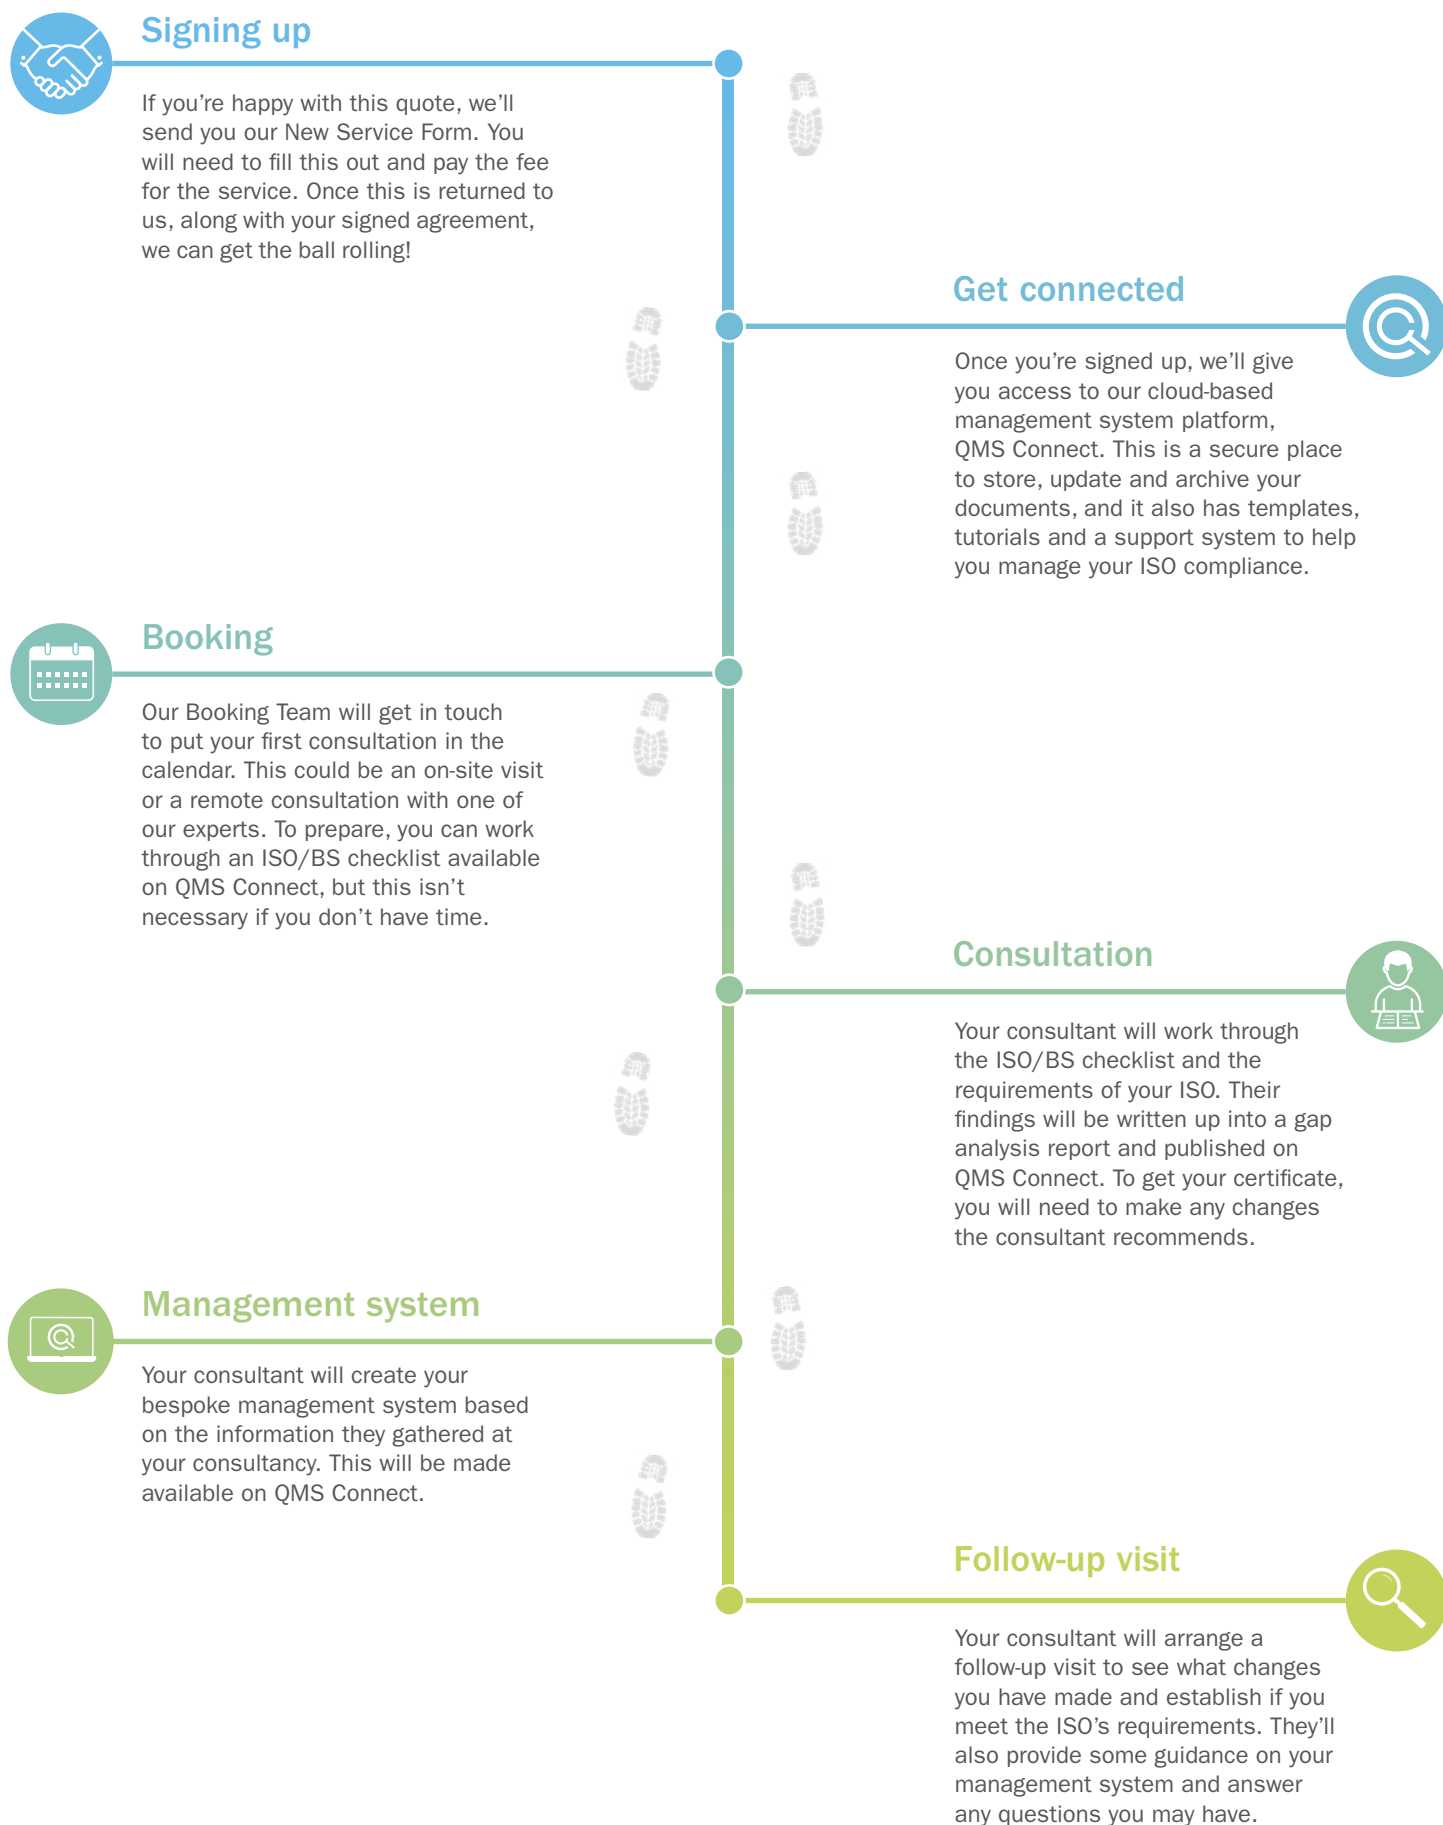 Signing up
If you’re happy with this quote, we’ll
send you our New Service Form. You
will need to fill this out and pay the fee
for the service. Once this is returned to
us, along with your signed agreement,
we can get the ball rolling!
Get connected
Once you’re signed up, we’ll give
you access to our cloud-based
management system platform,
QMS Connect. This is a secure place
to store, update and archive your
documents, and it also has templates,
tutorials and a support system to help
you manage your ISO compliance.
Booking
Our Booking Team will get in touch
to put your first consultation in the
calendar. This could be an on-site visit
or a remote consultation with one of
our experts. To prepare, you can work
through an ISO/BS checklist available
on QMS Connect, but this isn’t
necessary if you don’t have time.
Consultation
Your consultant will work through
the ISO/BS checklist and the
requirements of your ISO. Their
findings will be written up into a gap
analysis report and published on
QMS Connect. To get your certificate,
you will need to make any changes
the consultant recommends.
Management system
Your consultant will create your
bespoke management system based
on the information they gathered at
your consultancy. This will be made
available on QMS Connect.
Follow-up visit
Your consultant will arrange a
follow-up visit to see what changes
you have made and establish if you
meet the ISO’s requirements. They’ll
also provide some guidance on your
management system and answer
any questions you may have.